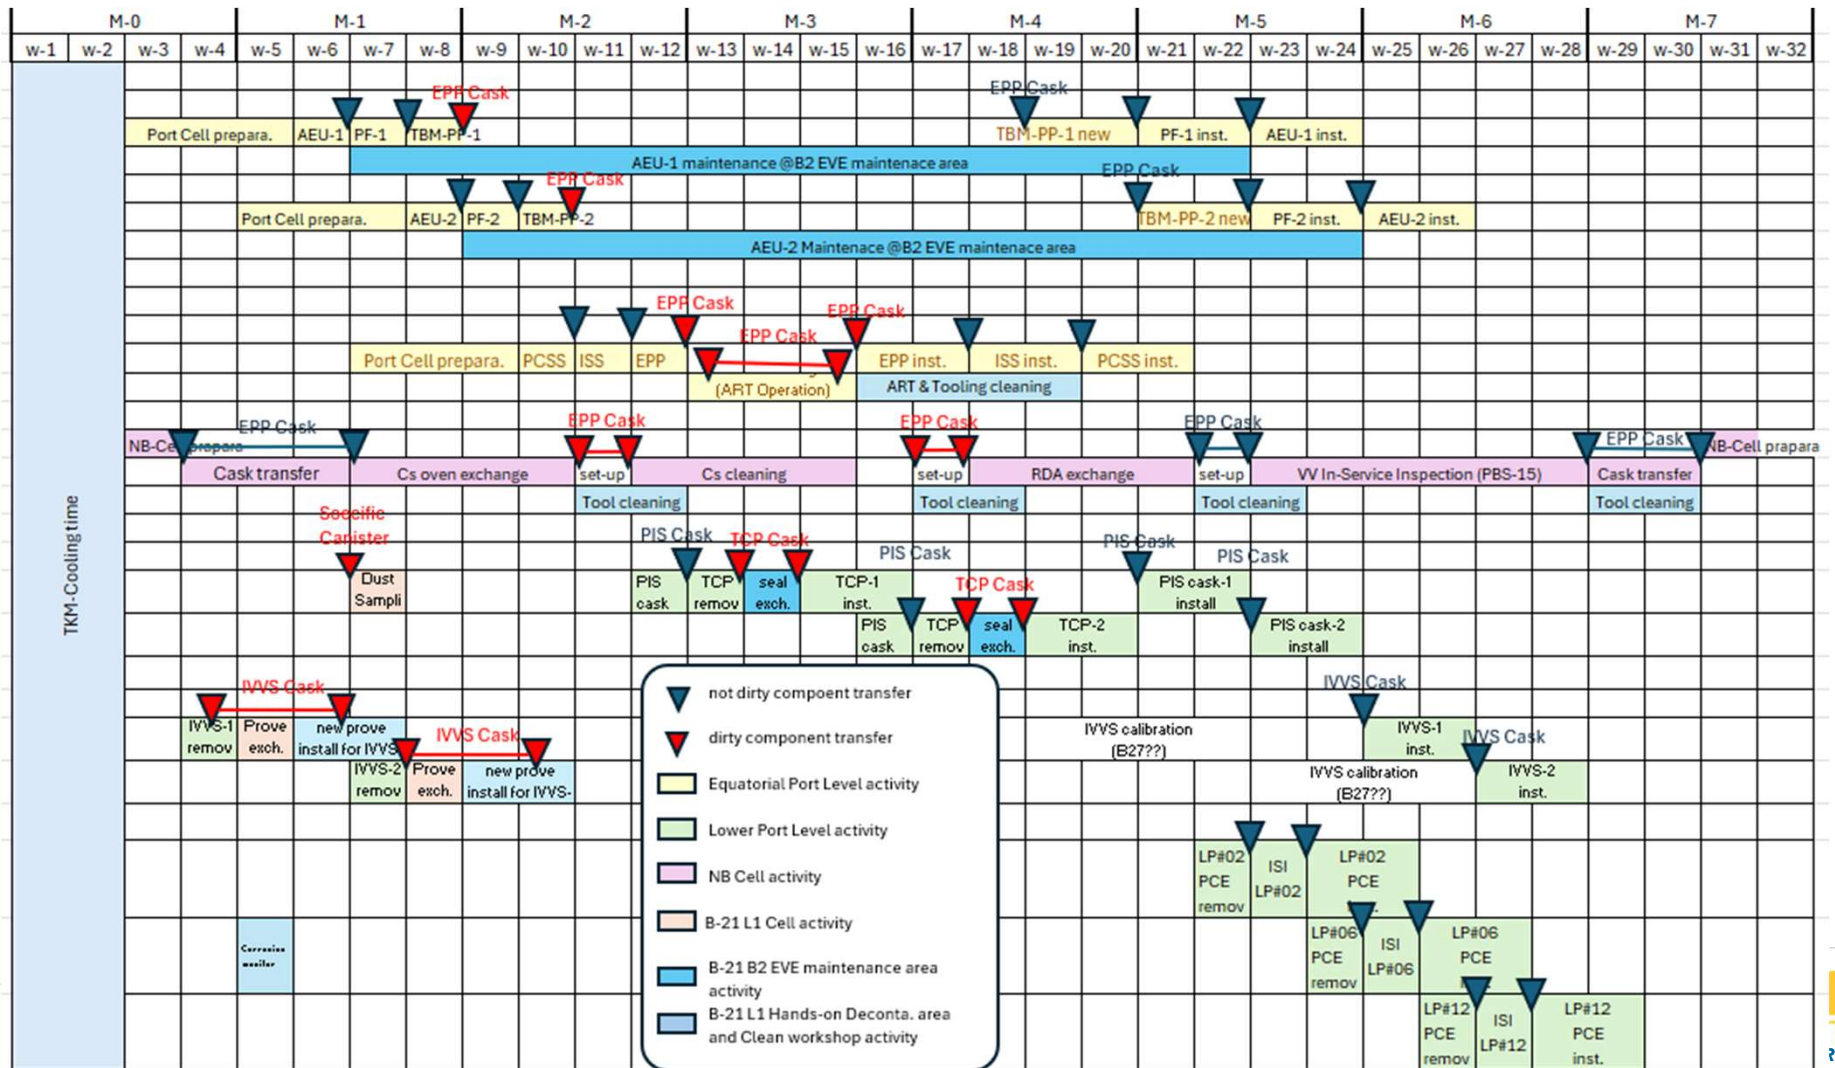 M-0 M-1 M-2 M-3 M-4 M-5 M-6 M-7
w-1 w-2 w-3 w-4 w-5 w-6 w-7 w-8 w-9 w-10 w-11 w-12 w-13 w-14 w-15 w-16 w-17 w-18 w-19 w-20 w-21 w-22 w-23 w-24 w-25 w-26 w-27 w-28 w-29 w-30 w-31 w-32
TKM-Cooling time
EPP Cask EPP Cask
Port Cell prepara. AEU-1 PF-1 TBM-PP-1 TBM-PP-1 new PF-1 inst. AEU-1 inst.
AEU-1 maintenance @B2 EVE maintenace area
EPP Cask EPP Cask
Port Cell prepara. AEU-2 PF-2 TBM-PP-2 TBM-PP-2 new PF-2 inst. AEU-2 inst.
AEU-2 Maintenace @B2 EVE maintenace area
EPP Cask EPP Cask
EPP Cask
Port Cell prepara. PCSS ISS EPP EPP inst. ISS inst. PCSS inst.
(ART Operation) ART & Tooling cleaning
EPP Cask EPP Cask EPP Cask EPP Cask EPP Cask
NB-Cell prapara NB-Cell prapara
Cask transfer Cs oven exchange set-up Cs cleaning set-up RDA exchange set-up VV In-Service Inspection (PBS-15) Cask transfer
Tool cleaning Tool cleaning Tool cleaning Tool cleaning
Canister
PIS Cask TCP Cask PIS Cask PIS Cask PIS Cask
Dust
Sampli
PIS
cask
TCP
remov
seal
exch.
TCP-1
inst.
PIS cask-1
install
TCP Cask
PIS
cask
TCP
remov
seal
exch.
TCP-2
inst.
PIS cask-2
install
IVVS Cask IVVS Cask
IVVS-1
remov
Prove
exch.
new prove
install for IVVS
IVVS calibration
(B27??)
IVVS-1
inst.
IVVS Cask IVVS Cask
IVVS-2
remov
Prove
exch.
new prove
install for IVVS-
IVVS calibration
(B27??)
IVVS-2
inst.
LP#02
PCE
remov
ISI
LP#02
LP#02
PCE
LP#06
PCE
remov
ISI
LP#06
LP#06
PCE
LP#12
PCE
remov
ISI
LP#12
LP#12
PCE
inst.
not dirty compoent transfer
dirty component transfer
Equatorial Port Level activity
Lower Port Level activity
NB Cell activity
B-21 L1 Cell activity
B-21 B2 EVE maintenance area
activity
B-21 L1 Hands-on Deconta. area
and Clean workshop activity